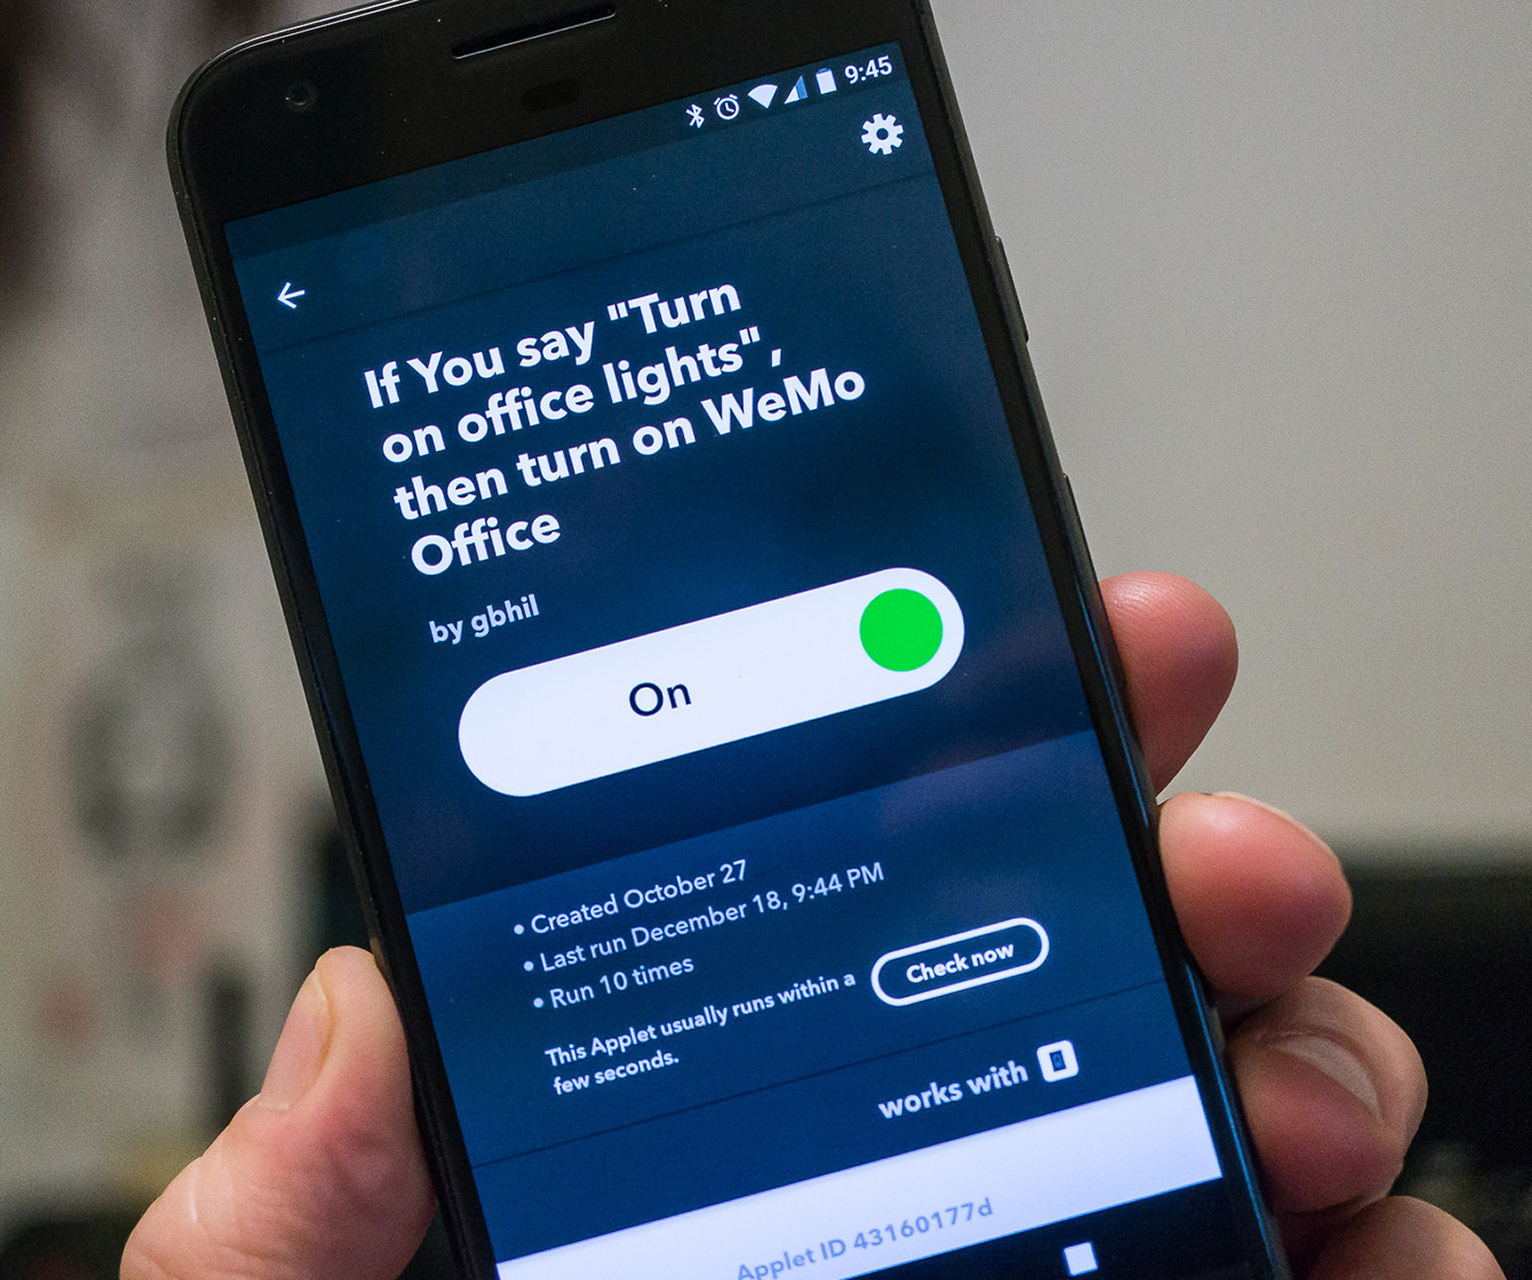 9:45
If You say "Turn
on office lights",
then turn on WeMo
Office
by gbhil
On
• Created October 27
• Last run December 18, 9:44 PM
• Run 10 times
This Applet usually runs within a
few seconds.
Check now
works with
Applet ID 43160177d